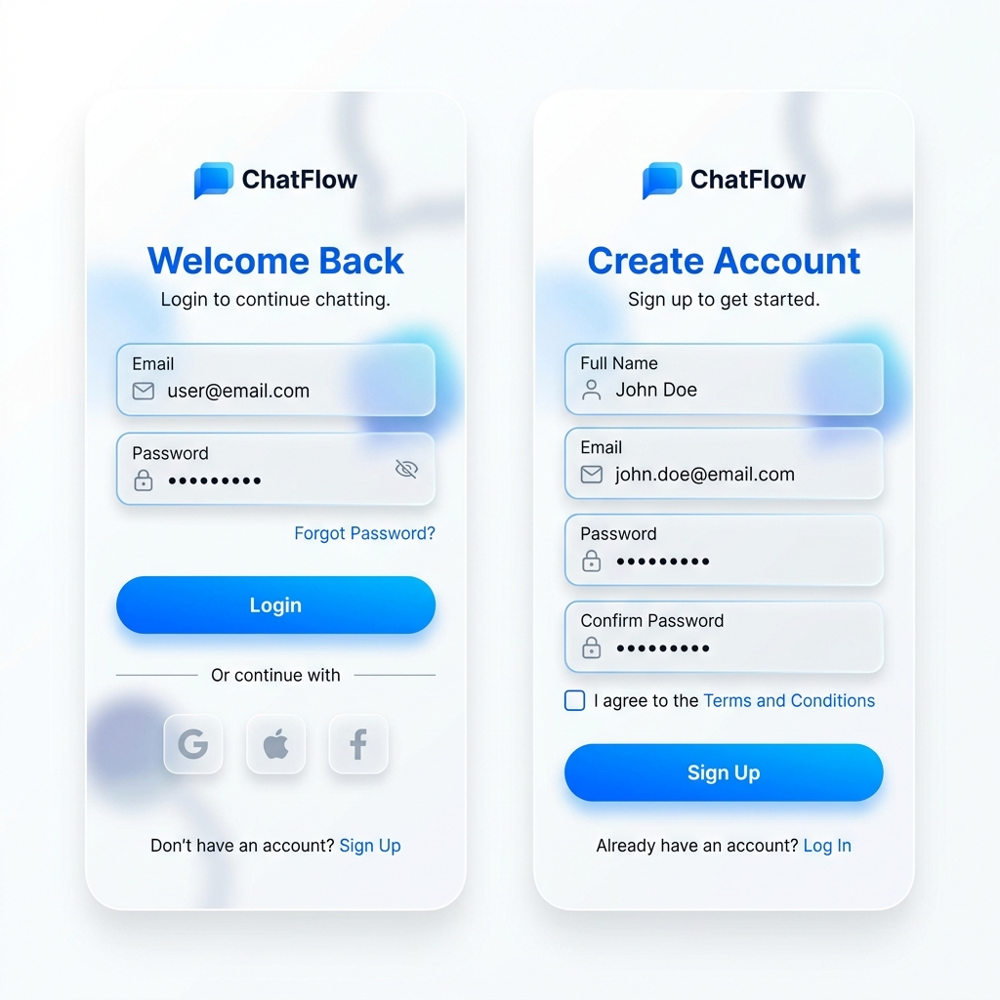 ChatFlow
Welcome Back
Login to continue chatting.
Email
user@email.com
Password
•••••••••
Forgot Password?
Login
Or continue with
G
f
Don't have an account? Sign Up
ChatFlow
Create Account
Sign up to get started.
Full Name
John Doe
Email
john.doe@email.com
Password
•••••••••
Confirm Password
•••••••••
I agree to the Terms and Conditions
Sign Up
Already have an account? Log In